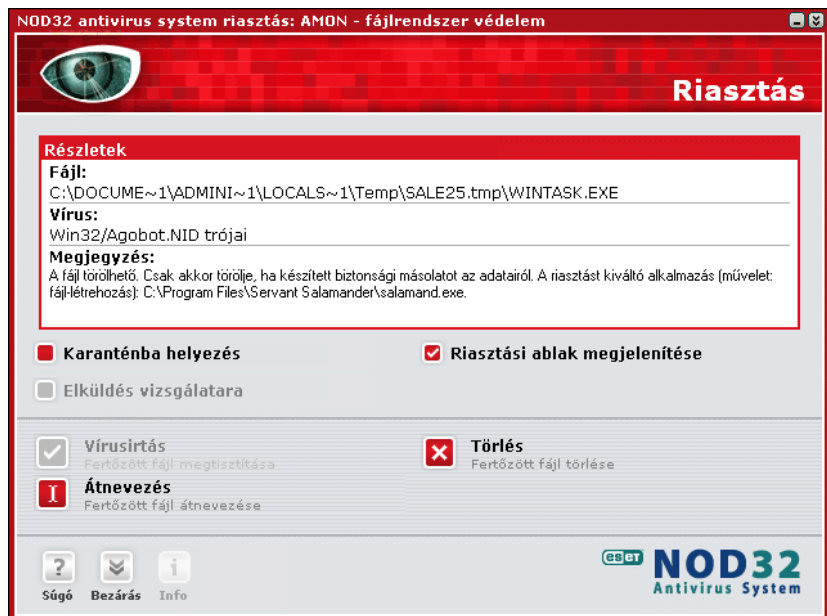 NOD32 antivirus system riasztás: AMON - fájlrendszer védelem
Riasztás
Részletek
Fájl:
C:\DOCUME~1\ADMINI~1\LOCALS~1\Temp\SALE25.tmp\WINTASK.EXE
Vírus:
Win32/Agobot.NID trójai
Megjegyzés:
A fájl törölhető. Csak akkor törölje, ha készített biztonsági másolatot az adatairól. A riasztást kiváltó alkalmazás (művelet:
fájl-létrehozás): C:\Program Files\Servant Salamander\salamand.exe.
Karanténba helyezés
Riasztási ablak megjelenítése
Elküldés vizsgálatara
Vírusirtás
Fertőzött fájl megtisztítása
Törlés
Fertőzött fájl törlése
Átnevezés
Fertőzött fájl átnevezése
Súgó
Bezárás
Info
eset NOD32
Antivirus System